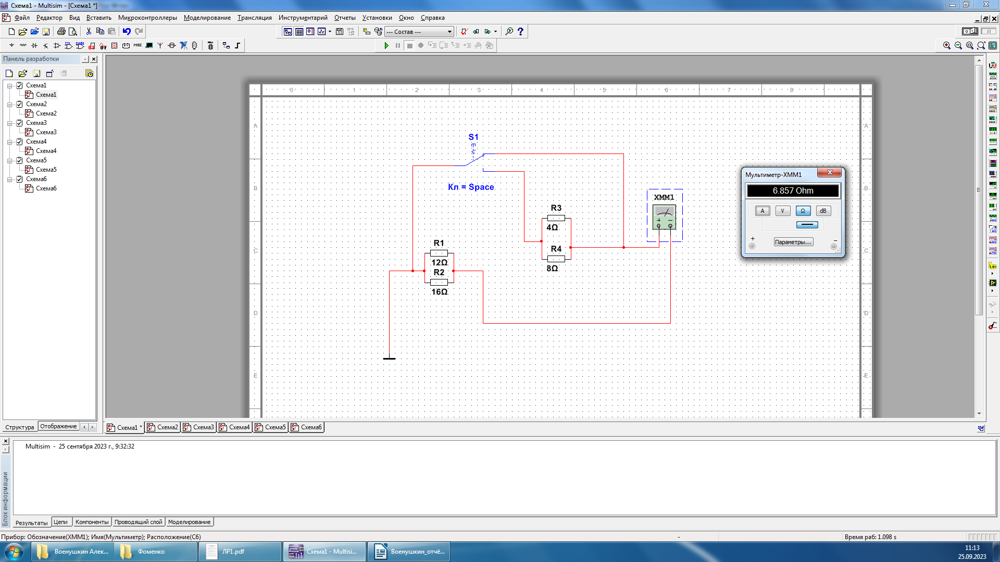 Схема1 - Multisim - [Схема1 *]
Файл Редактор Вид Вставить Микроконтроллеры Моделирование Трансляция Инструментарий Отчеты Установки Окно Справка
--- Состав ---
MISC
Панель разработки
Схема1
Схема1
Схема2
Схема2
Схема3
Схема3
Схема4
Схема4
Схема5
Схема5
Схема6
Схема6
Структура Отображение
0 1 2 3 4 5 6 7 8
A A
B B
C C
D D
E E
S1
Кл = Space
R3
4Ω
R4
8Ω
R1
12Ω
R2
16Ω
XMM1
+ −
Мультиметр-XMM1
6.857 Ohm
A V Ω dB
+ −
Параметры...
Схема1 * Схема2 Схема3 Схема4 Схема5 Схема6
Блок информации
Multisim - 25 сентября 2023 г., 9:32:32
Результаты Цепи Компоненты Проводящий слой Моделирование
Прибор: Обозначение(XMM1); Имя(Мультиметр); Расположение(C6) - Время раб: 1.098 s
Военушкин Алек... Фоменко ЛР1.pdf Схема1 - Multisi... Военушкин_отчё...
11:13
25.09.2023